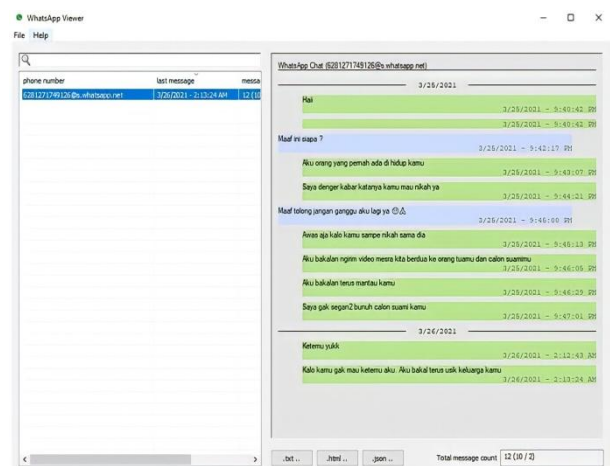 WhatsApp Viewer
File Help
phone number last message messa
6281271749126@s.whatsapp.net 3/26/2021 - 2:13:24 AM 12 (10
WhatsApp Chat (6281271749126@s.whatsapp.net)
3/25/2021
Haii
3/25/2021 - 9:40:42 PM
3/25/2021 - 9:40:42 PM
Maaf ini siapa ?
3/25/2021 - 9:42:17 PM
Aku orang yang pernah ada di hidup kamu
3/25/2021 - 9:43:07 PM
Saya denger kabar katanya kamu mau nikah ya
3/25/2021 - 9:44:21 PM
Maaf tolong jangan ganggu aku lagi ya
3/25/2021 - 9:45:00 PM
Awas aja kalo kamu sampe nikah sama dia
3/25/2021 - 9:45:13 PM
Aku bakalan ngirim video mesra kita berdua ke orang tuamu dan calon suamimu
3/25/2021 - 9:46:05 PM
Aku bakalan terus mantau kamu
3/25/2021 - 9:46:29 PM
Saya gak segan2 bunuh calon suami kamu
3/25/2021 - 9:47:01 PM
3/26/2021
Ketemu yukk
3/26/2021 - 2:12:43 AM
Kalo kamu gak mau ketemu aku. Aku bakal terus usik keluarga kamu
3/26/2021 - 2:13:24 AM
.txt .. .html .. .json .. Total message count 12 (10 / 2)